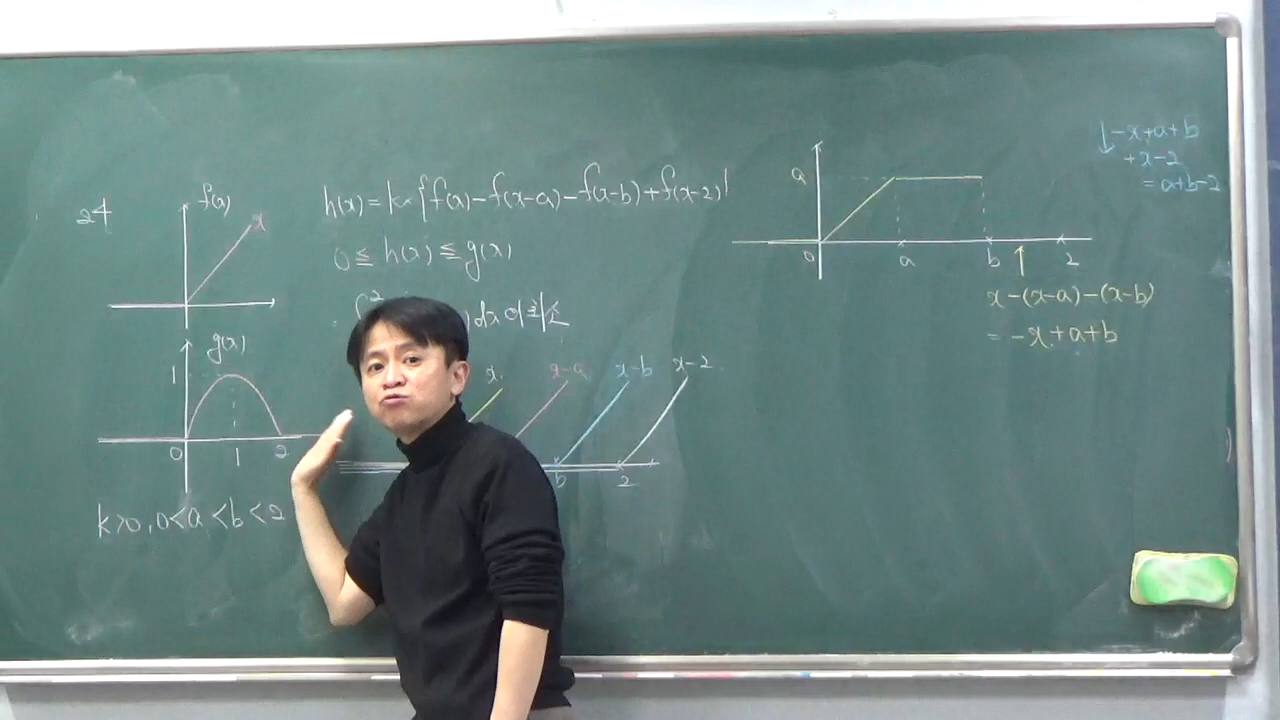 24
f(x)
x
h(x) = k × {f(x) − f(x−a) − f(x−b) + f(x−2)}
0 ≦ h(x) ≦ g(x)
∫² dx 이 최소
g(x)
1
0 1 2
k>0, 0<a<b<2
x x-a x-b x-2
b 2
a
0 a b 2
x-(x-a)-(x-b)
= -x+a+b
↓ -x+a+b
+x-2
= a+b-2